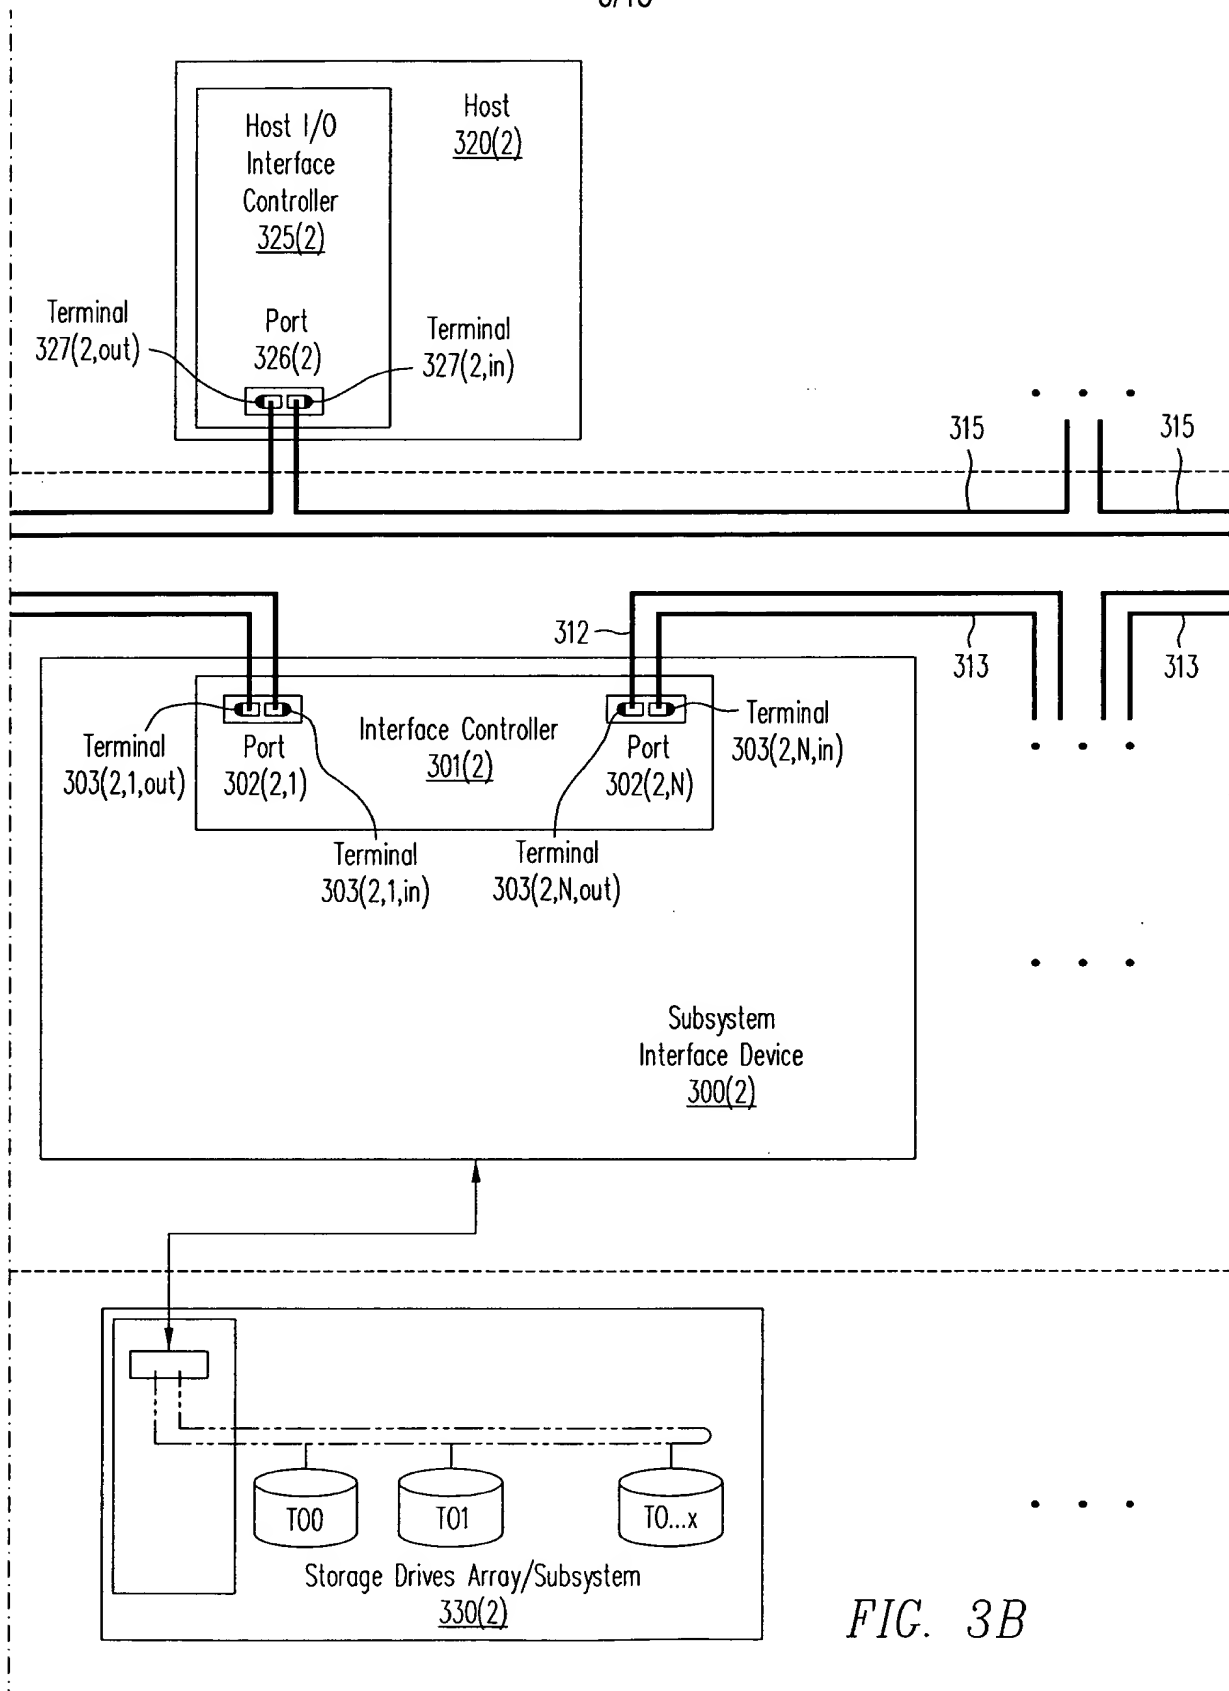 Host
320(2)
Host I/O
Interface
Controller
325(2)
Terminal
327(2,out)
Port
326(2)
Terminal
327(2,in)
315
315
312
313
313
Terminal
303(2,1,out)
Port
302(2,1)
Interface Controller
301(2)
Port
302(2,N)
Terminal
303(2,N,in)
Terminal
303(2,1,in)
Terminal
303(2,N,out)
Subsystem
Interface Device
300(2)
T00
T01
T0...x
Storage Drives Array/Subsystem
330(2)
FIG. 3B